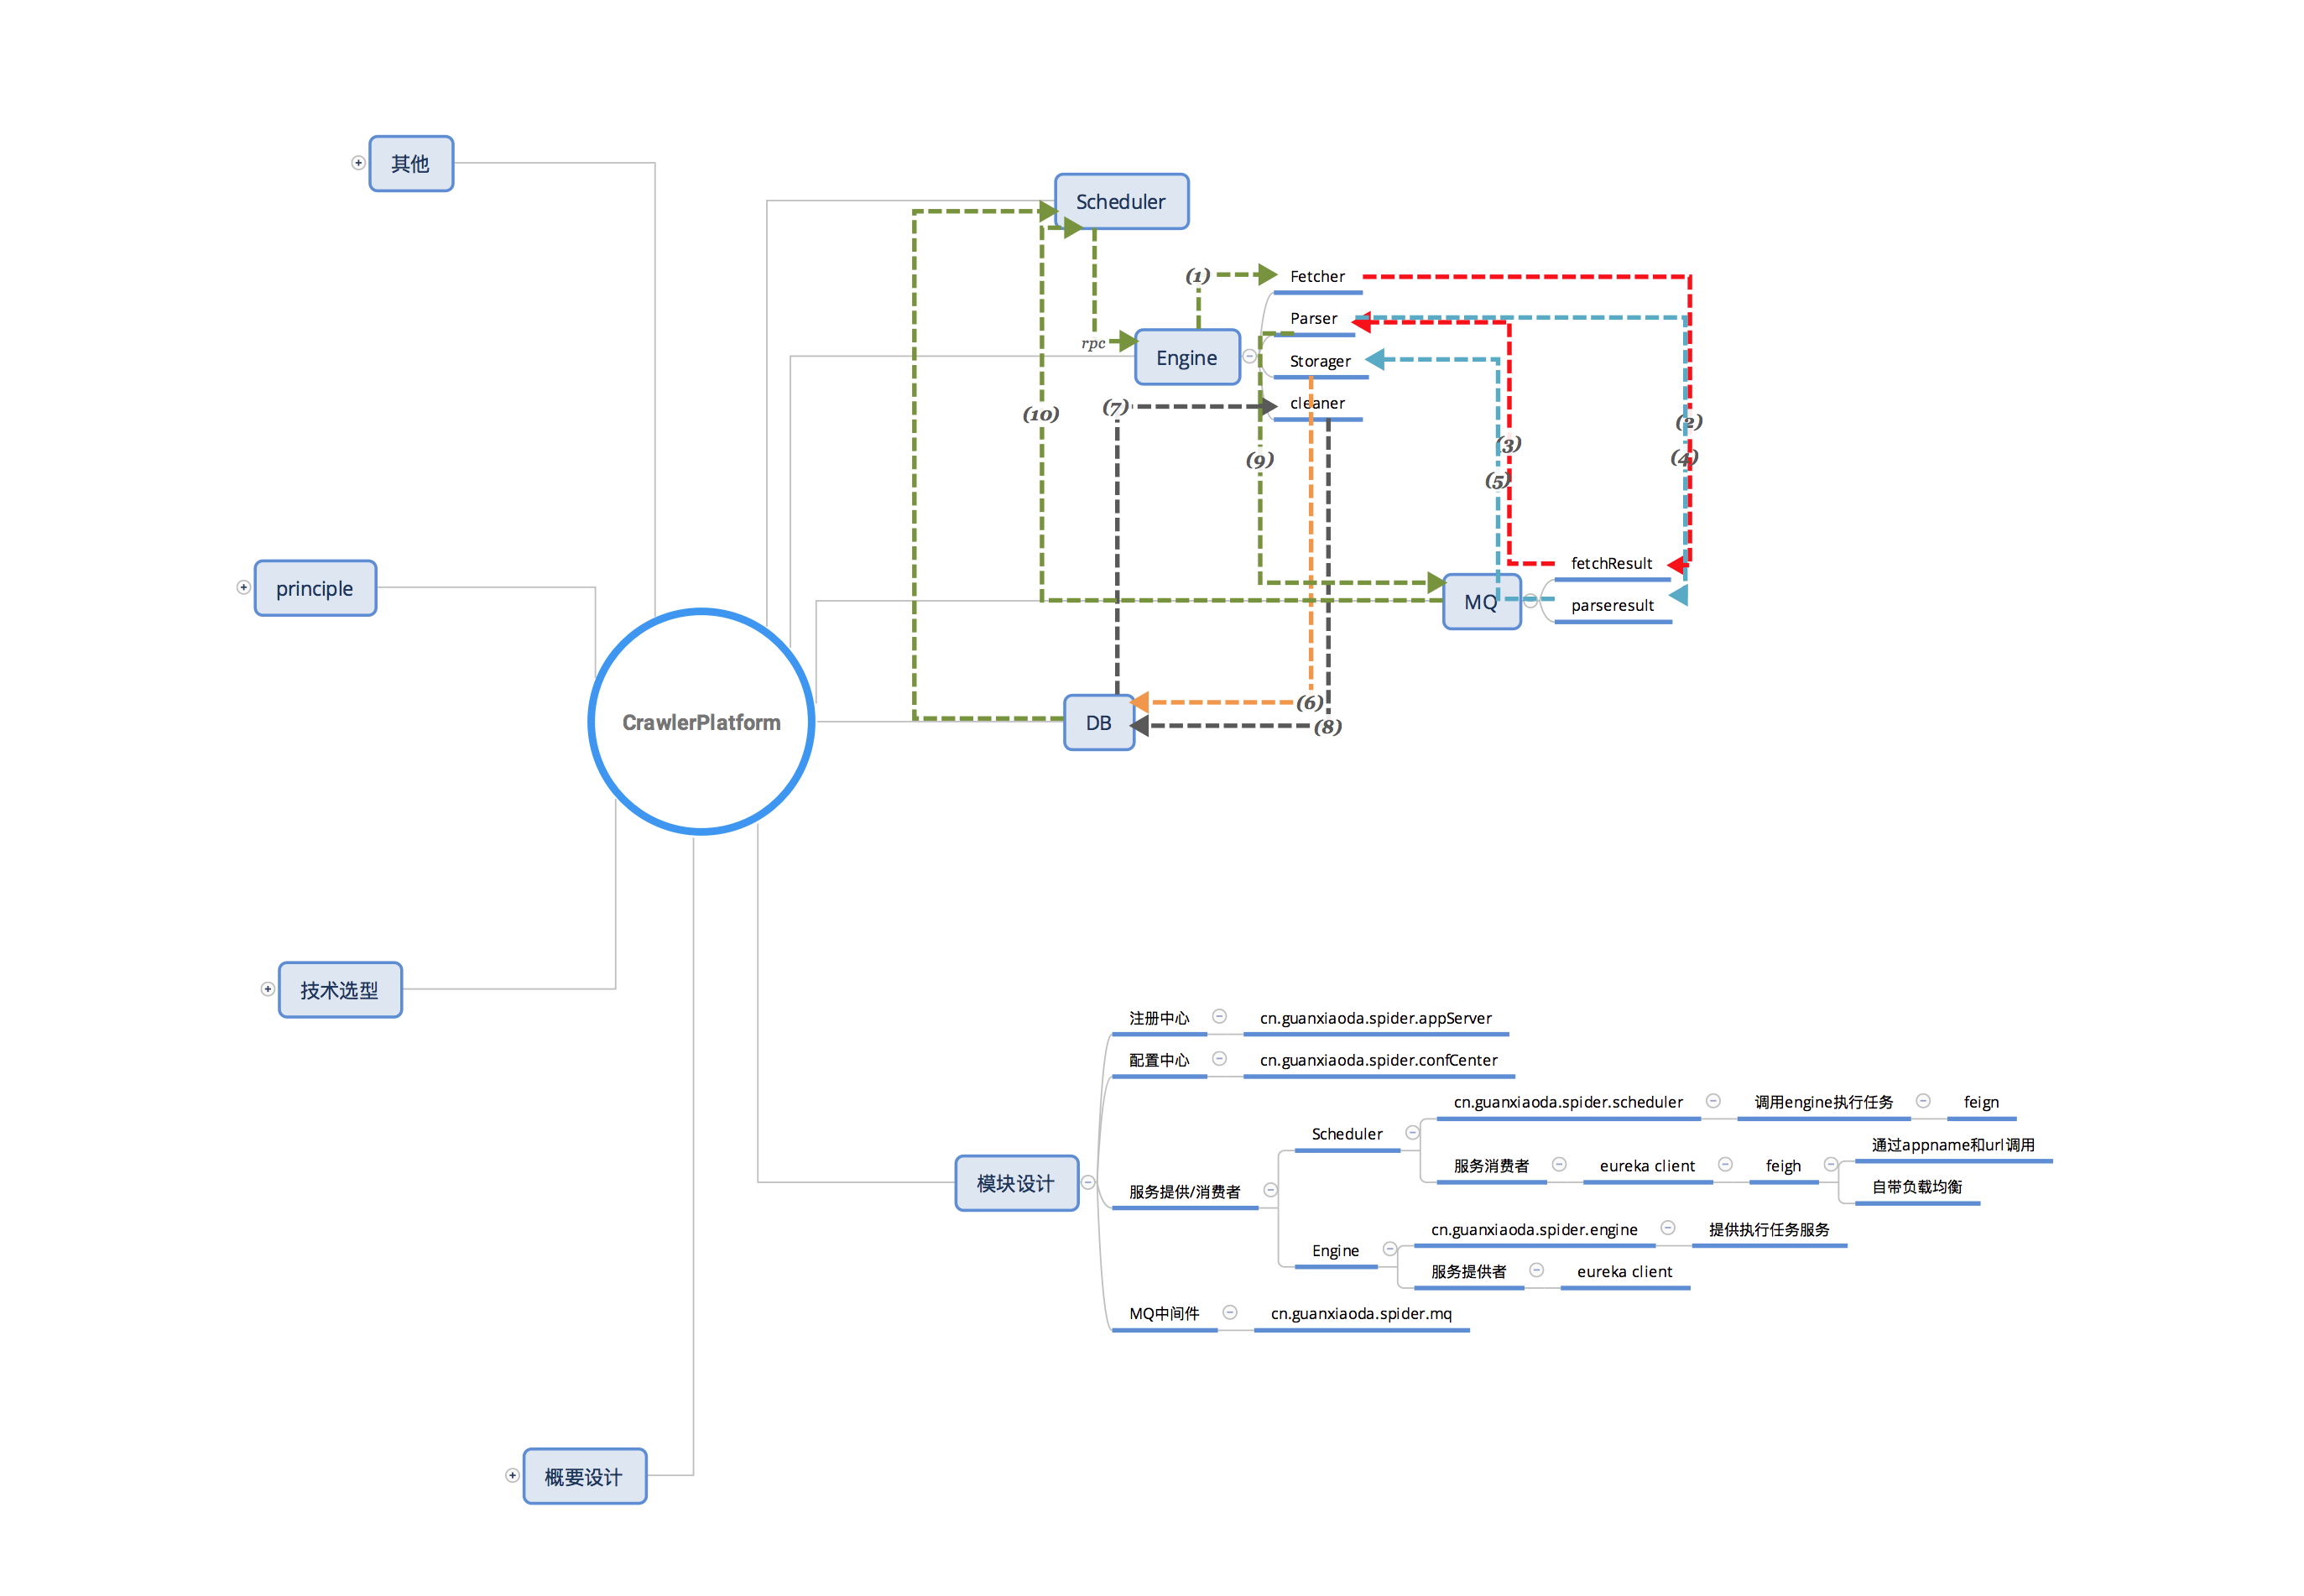 其他
Scheduler
(1)
Fetcher
Parser
rpc
Engine
Storager
(7)
cleaner
(10)
(2)
(3)
(9)
(4)
(5)
fetchResult
principle
MQ
parseresult
(6)
CrawlerPlatform
DB
(8)
技术选型
注册中心
cn.guanxiaoda.spider.appServer
配置中心
cn.guanxiaoda.spider.confCenter
cn.guanxiaoda.spider.scheduler
调用engine执行任务
feign
Scheduler
通过appname和url调用
服务消费者
eureka client
feigh
模块设计
服务提供/消费者
自带负载均衡
cn.guanxiaoda.spider.engine
提供执行任务服务
Engine
服务提供者
eureka client
MQ中间件
cn.guanxiaoda.spider.mq
概要设计